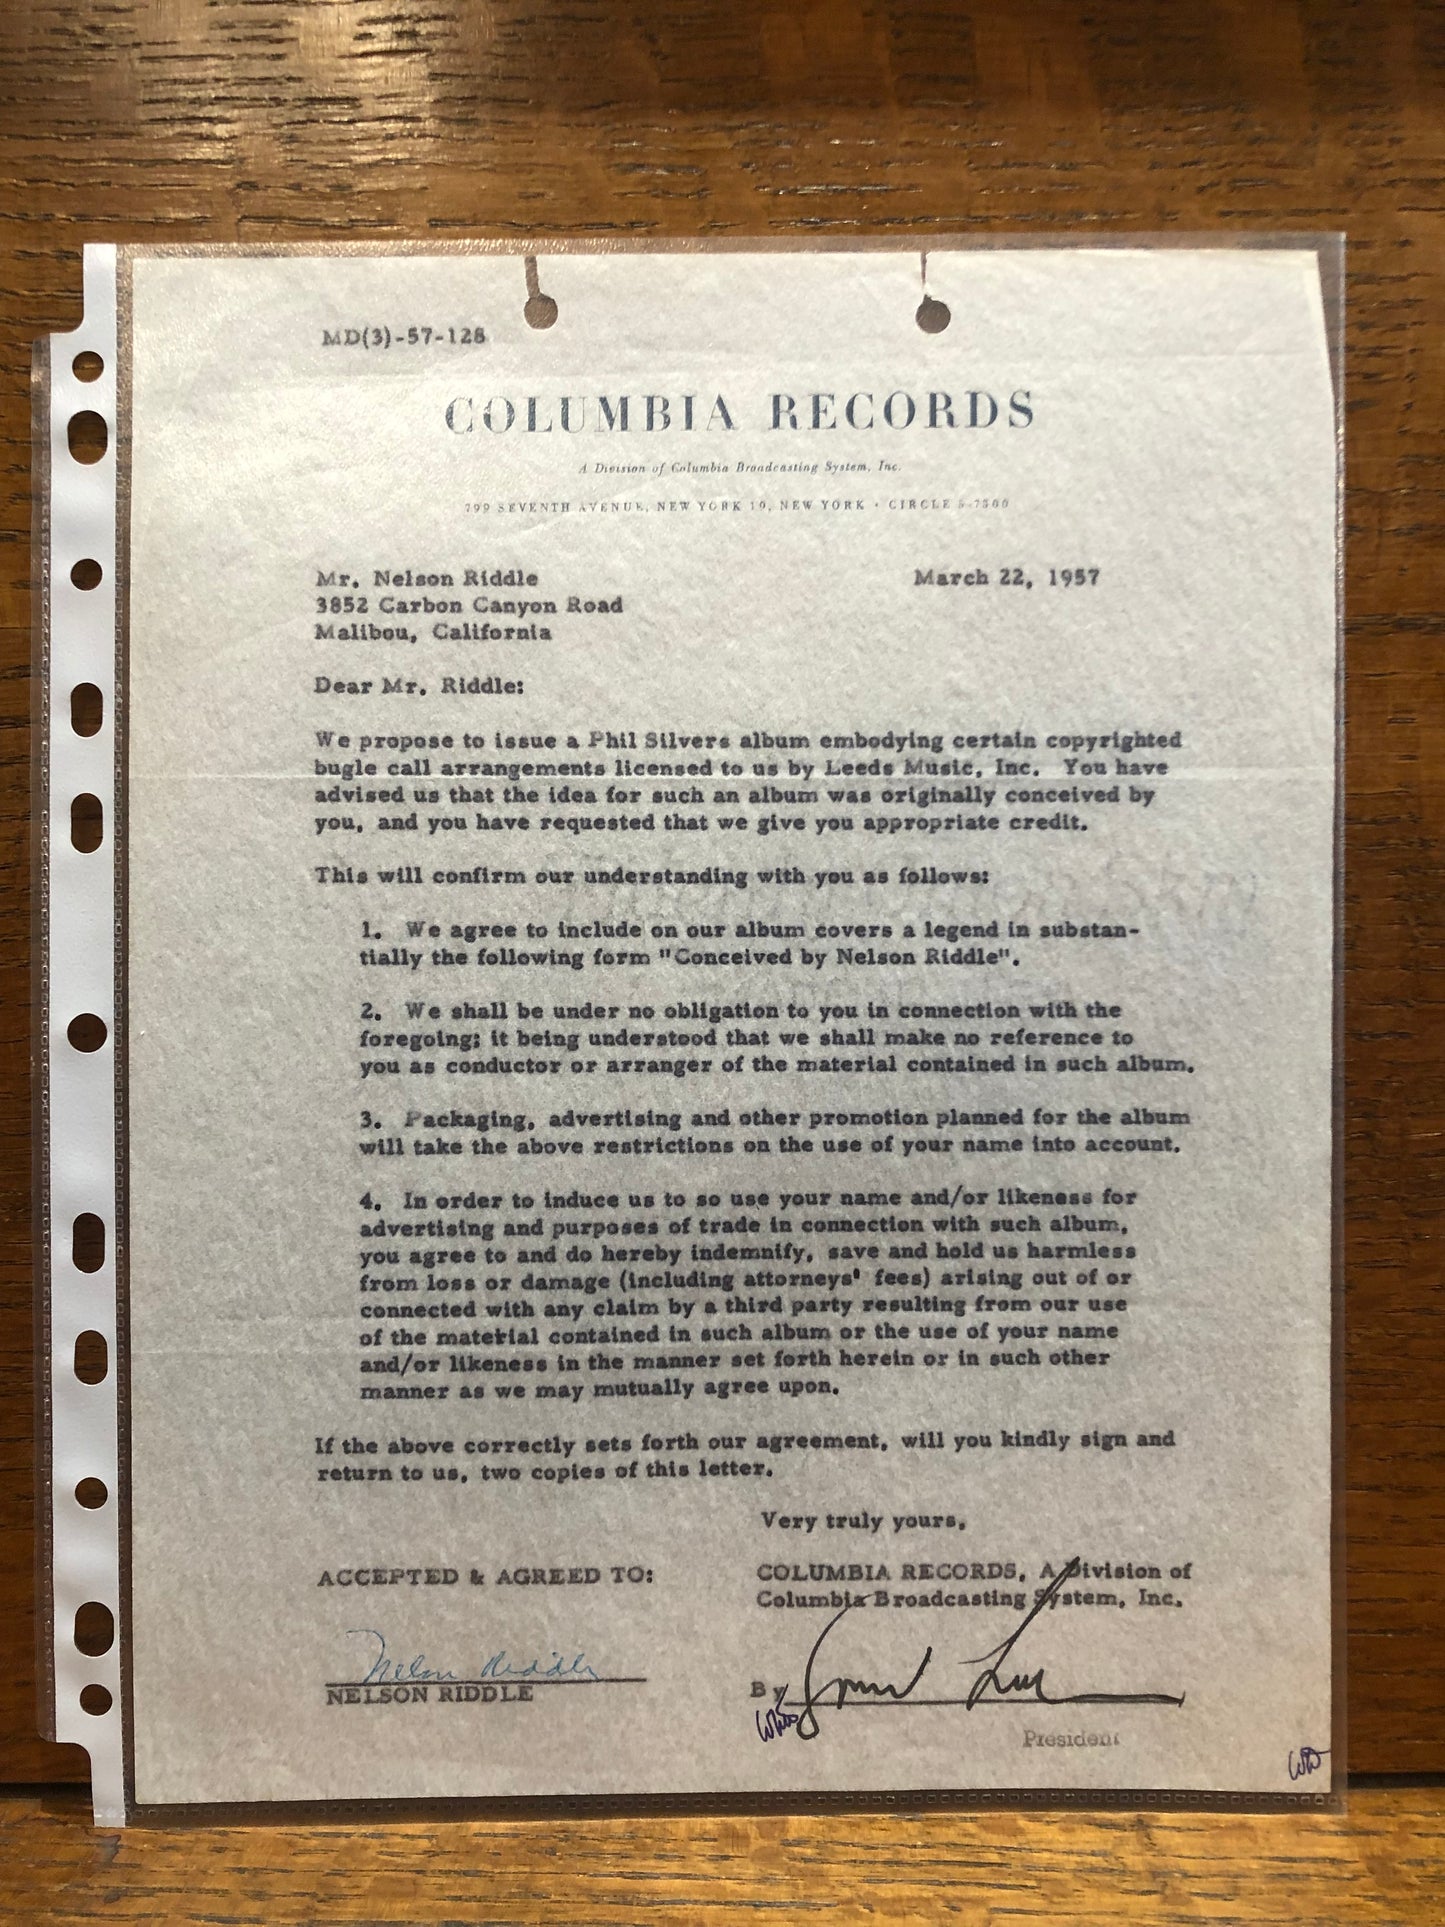 MD(3)-57-128
COLUMBIA RECORDS
A Division of Columbia Broadcasting System, Inc.
799 SEVENTH AVENUE, NEW YORK 19, NEW YORK • CIRCLE 5-7300
Mr. Nelson Riddle March 22, 1957
3852 Carbon Canyon Road
Malibou, California
Dear Mr. Riddle:
We propose to issue a Phil Silvers album embodying certain copyrighted
bugle call arrangements licensed to us by Leeds Music, Inc. You have
advised us that the idea for such an album was originally conceived by
you, and you have requested that we give you appropriate credit.
This will confirm our understanding with you as follows:
1. We agree to include on our album covers a legend in substan-
tially the following form "Conceived by Nelson Riddle".
2. We shall be under no obligation to you in connection with the
foregoing; it being understood that we shall make no reference to
you as conductor or arranger of the material contained in such album.
3. Packaging, advertising and other promotion planned for the album
will take the above restrictions on the use of your name into account.
4. In order to induce us to so use your name and/or likeness for
advertising and purposes of trade in connection with such album,
you agree to and do hereby indemnify, save and hold us harmless
from loss or damage (including attorneys' fees) arising out of or
connected with any claim by a third party resulting from our use
of the material contained in such album or the use of your name
and/or likeness in the manner set forth herein or in such other
manner as we may mutually agree upon.
If the above correctly sets forth our agreement, will you kindly sign and
return to us, two copies of this letter.
Very truly yours,
ACCEPTED & AGREED TO: COLUMBIA RECORDS, A Division of
Columbia Broadcasting System, Inc.
Nelson Riddle
NELSON RIDDLE By
President